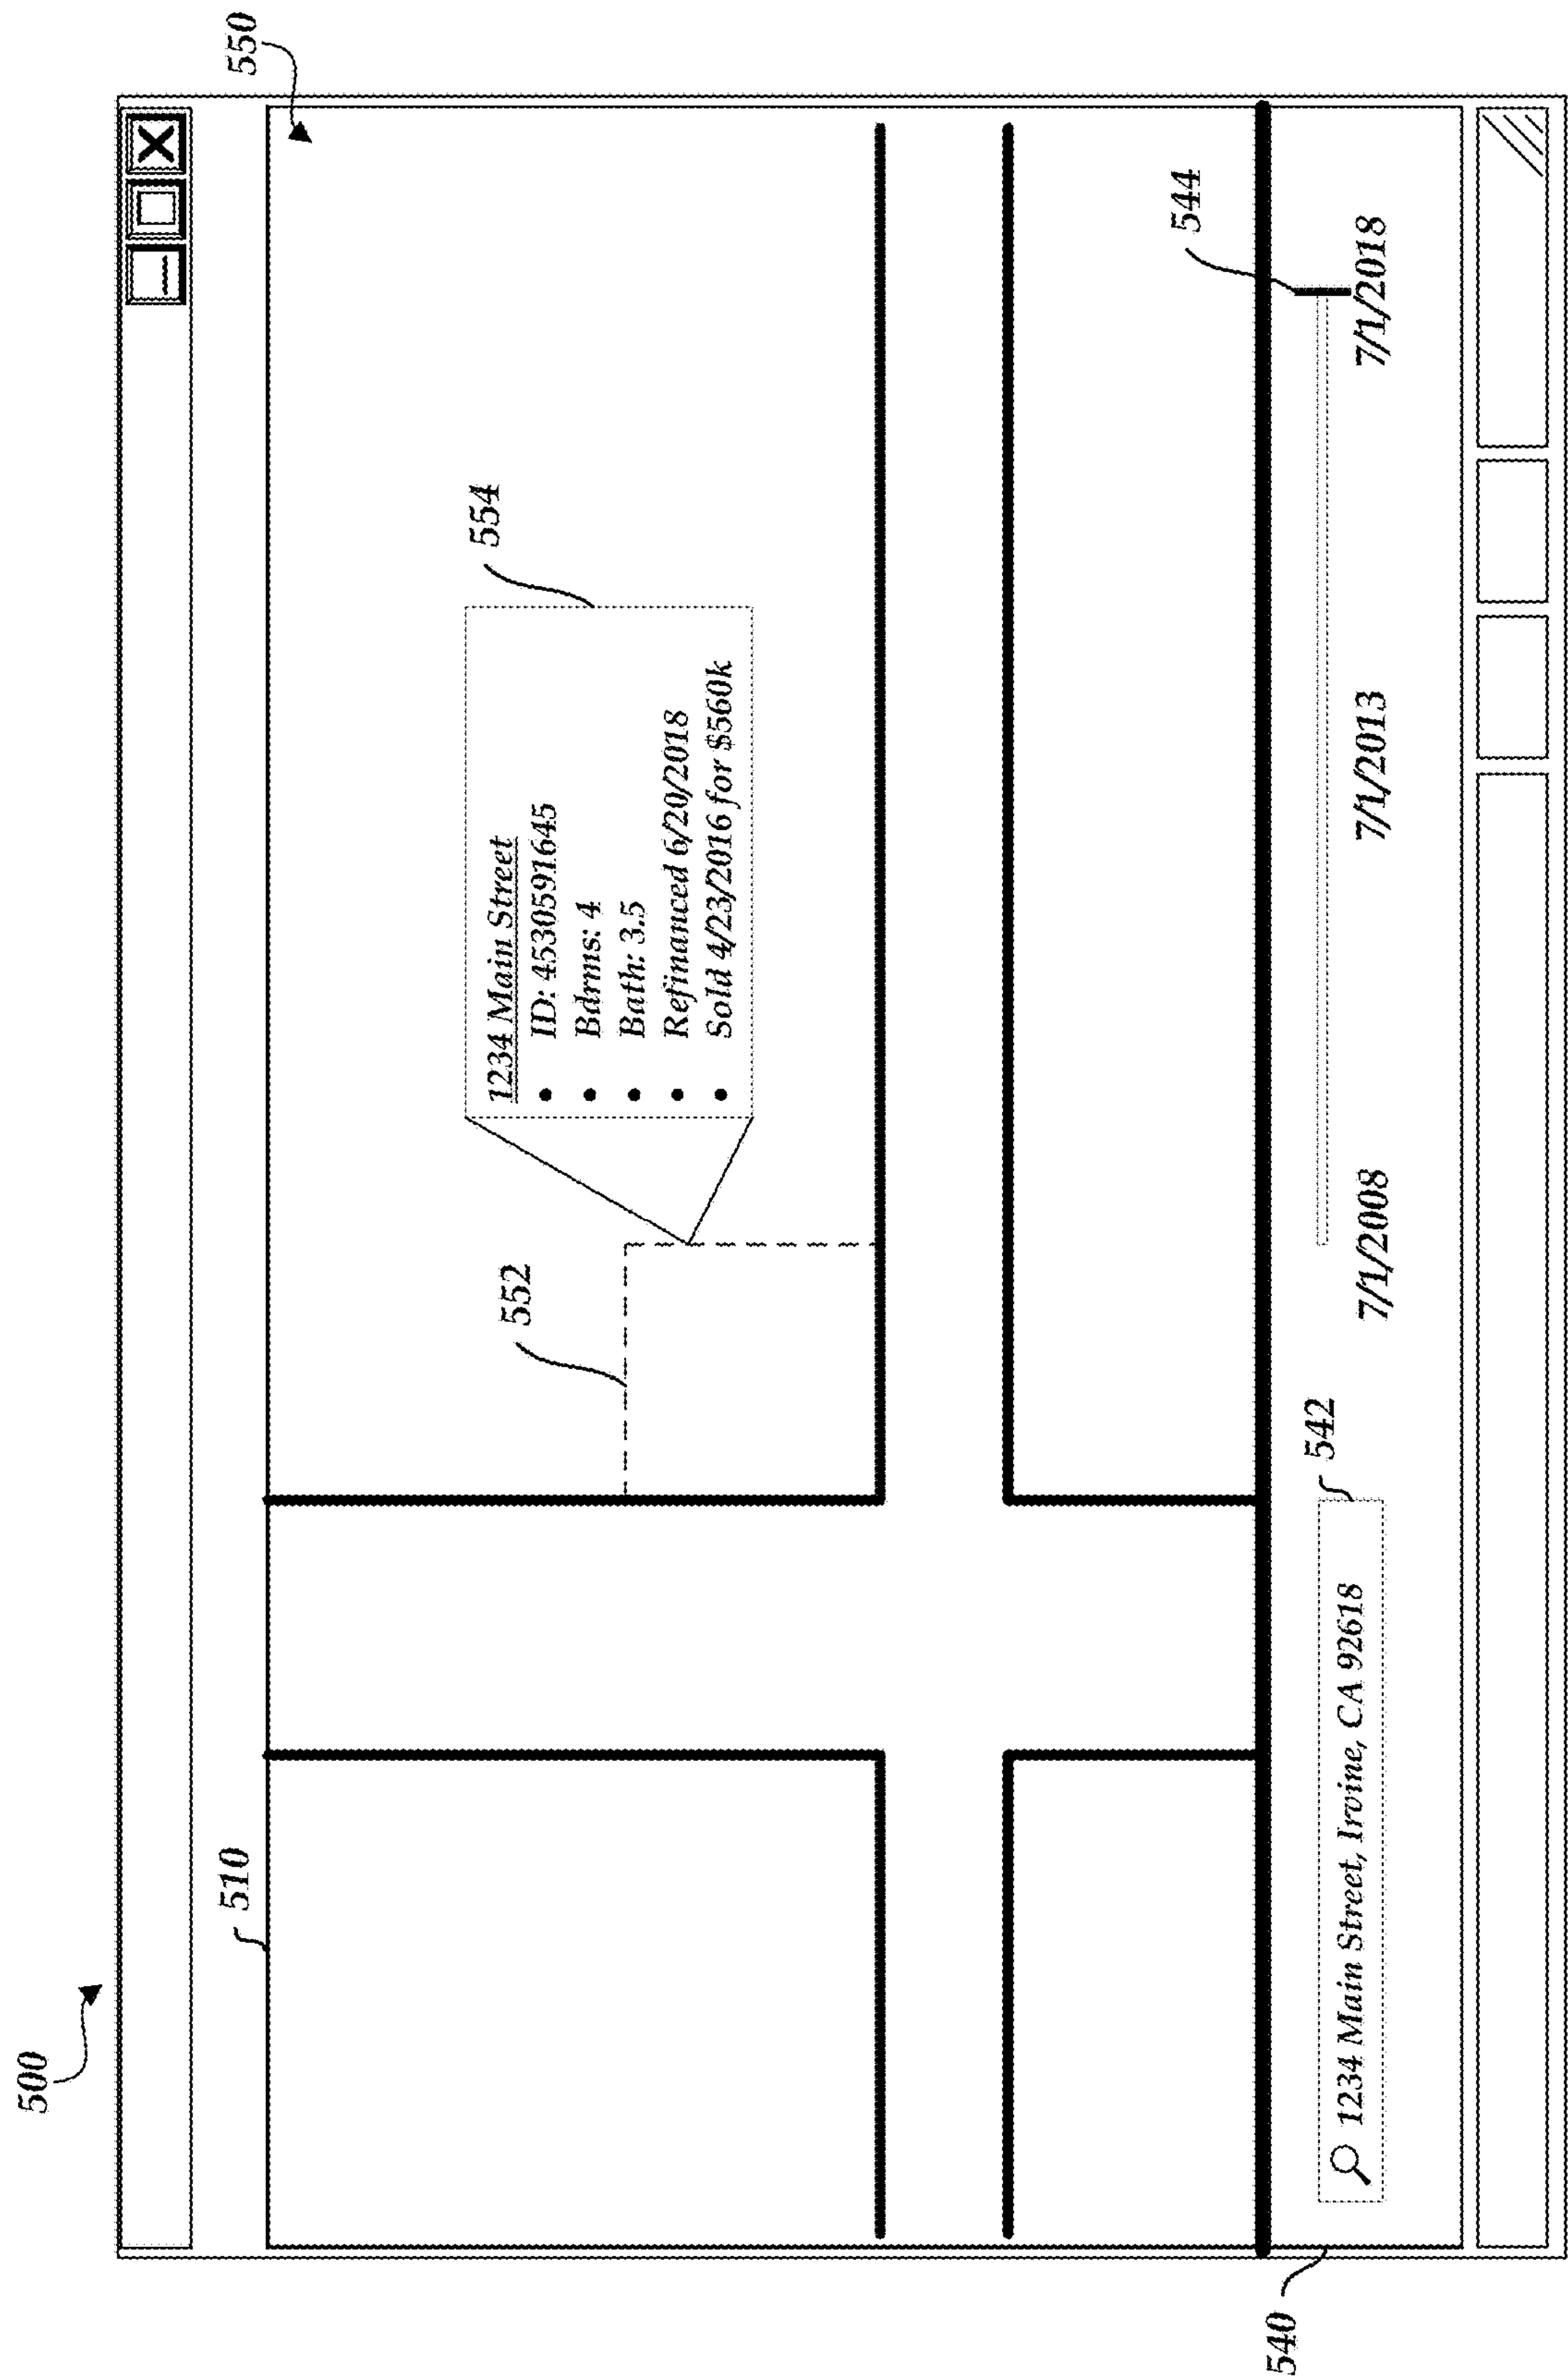 500
510
550
552
554
1234 Main Street
• ID: 4530591645
• Bdrms: 4
• Bath: 3.5
• Refinanced 6/20/2018
• Sold 4/23/2016 for $560k
540
542
544
1234 Main Street, Irvine, CA 92618
7/1/2008
7/1/2013
7/1/2018